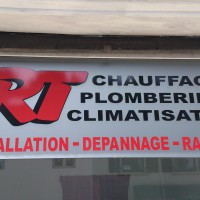 RT
CHAUFFAG
PLOMBERIE
CLIMATISAT
ALLATION - DEPANNAGE - RA